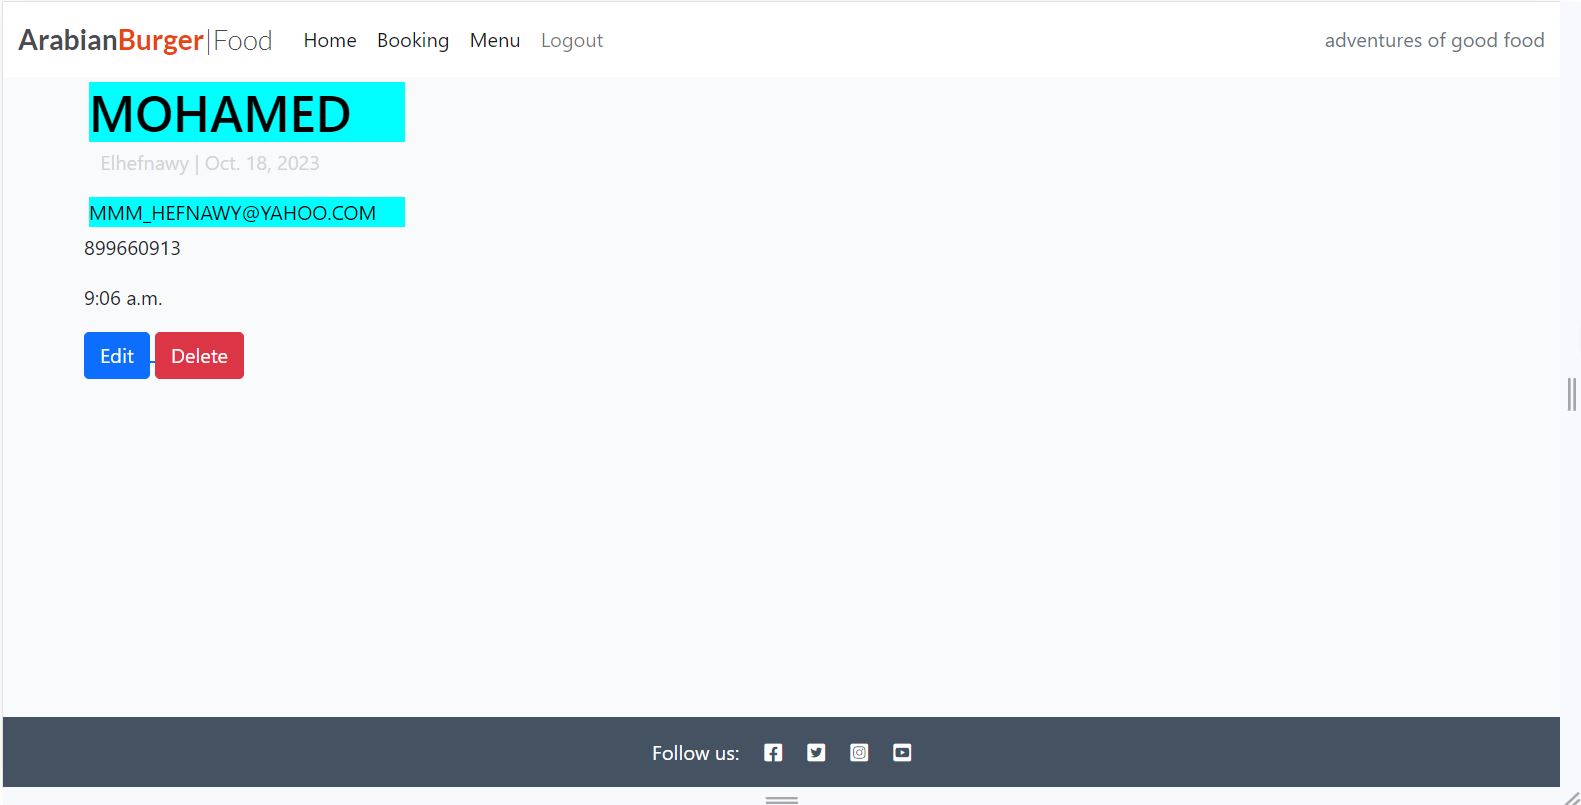 ArabianBurger|Food Home Booking Menu Logout adventures of good food
MOHAMED
Elhefnawy | Oct. 18, 2023
MMM_HEFNAWY@YAHOO.COM
899660913
9:06 a.m.
Edit Delete
Follow us: